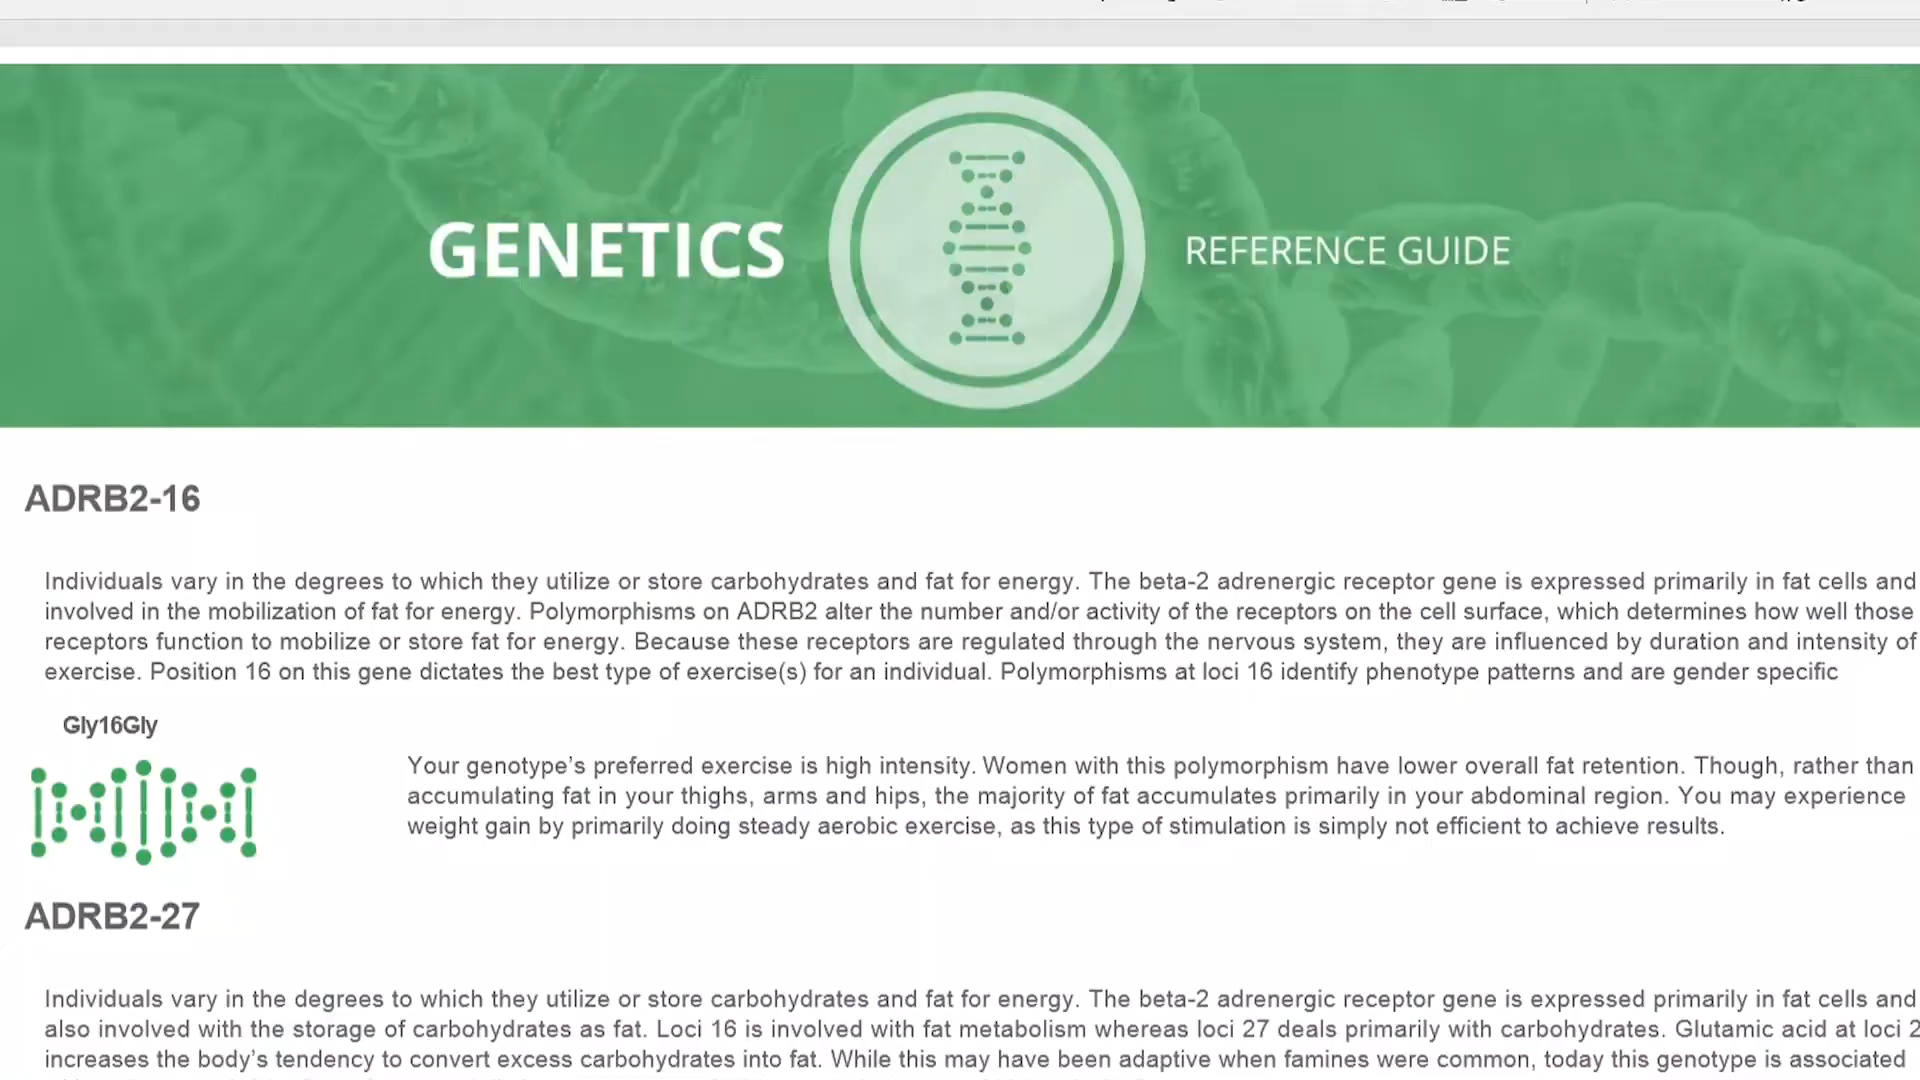 GENETICS
REFERENCE GUIDE
ADRB2-16
Individuals vary in the degrees to which they utilize or store carbohydrates and fat for energy. The beta-2 adrenergic receptor gene is expressed primarily in fat cells and
involved in the mobilization of fat for energy. Polymorphisms on ADRB2 alter the number and/or activity of the receptors on the cell surface, which determines how well those
receptors function to mobilize or store fat for energy. Because these receptors are regulated through the nervous system, they are influenced by duration and intensity of
exercise. Position 16 on this gene dictates the best type of exercise(s) for an individual. Polymorphisms at loci 16 identify phenotype patterns and are gender specific
Gly16Gly
Your genotype’s preferred exercise is high intensity. Women with this polymorphism have lower overall fat retention. Though, rather than
accumulating fat in your thighs, arms and hips, the majority of fat accumulates primarily in your abdominal region. You may experience
weight gain by primarily doing steady aerobic exercise, as this type of stimulation is simply not efficient to achieve results.
ADRB2-27
Individuals vary in the degrees to which they utilize or store carbohydrates and fat for energy. The beta-2 adrenergic receptor gene is expressed primarily in fat cells and
also involved with the storage of carbohydrates as fat. Loci 16 is involved with fat metabolism whereas loci 27 deals primarily with carbohydrates. Glutamic acid at loci
increases the body’s tendency to convert excess carbohydrates into fat. While this may have been adaptive when famines were common, today this genotype is associated